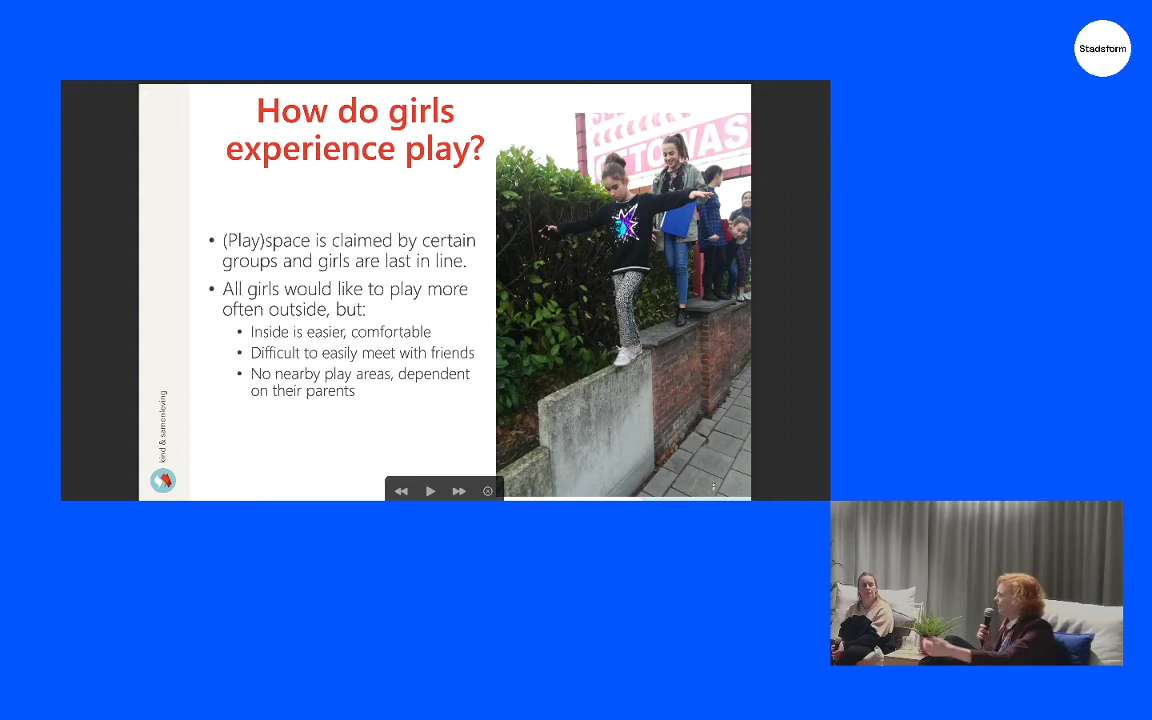 Stadsform
How do girls
experience play?
OTTOWAS
• (Play)space is claimed by certain
groups and girls are last in line.
• All girls would like to play more
often outside, but:
• Inside is easier, comfortable
• Difficult to easily meet with friends
• No nearby play areas, dependent
on their parents
kind & samenleving